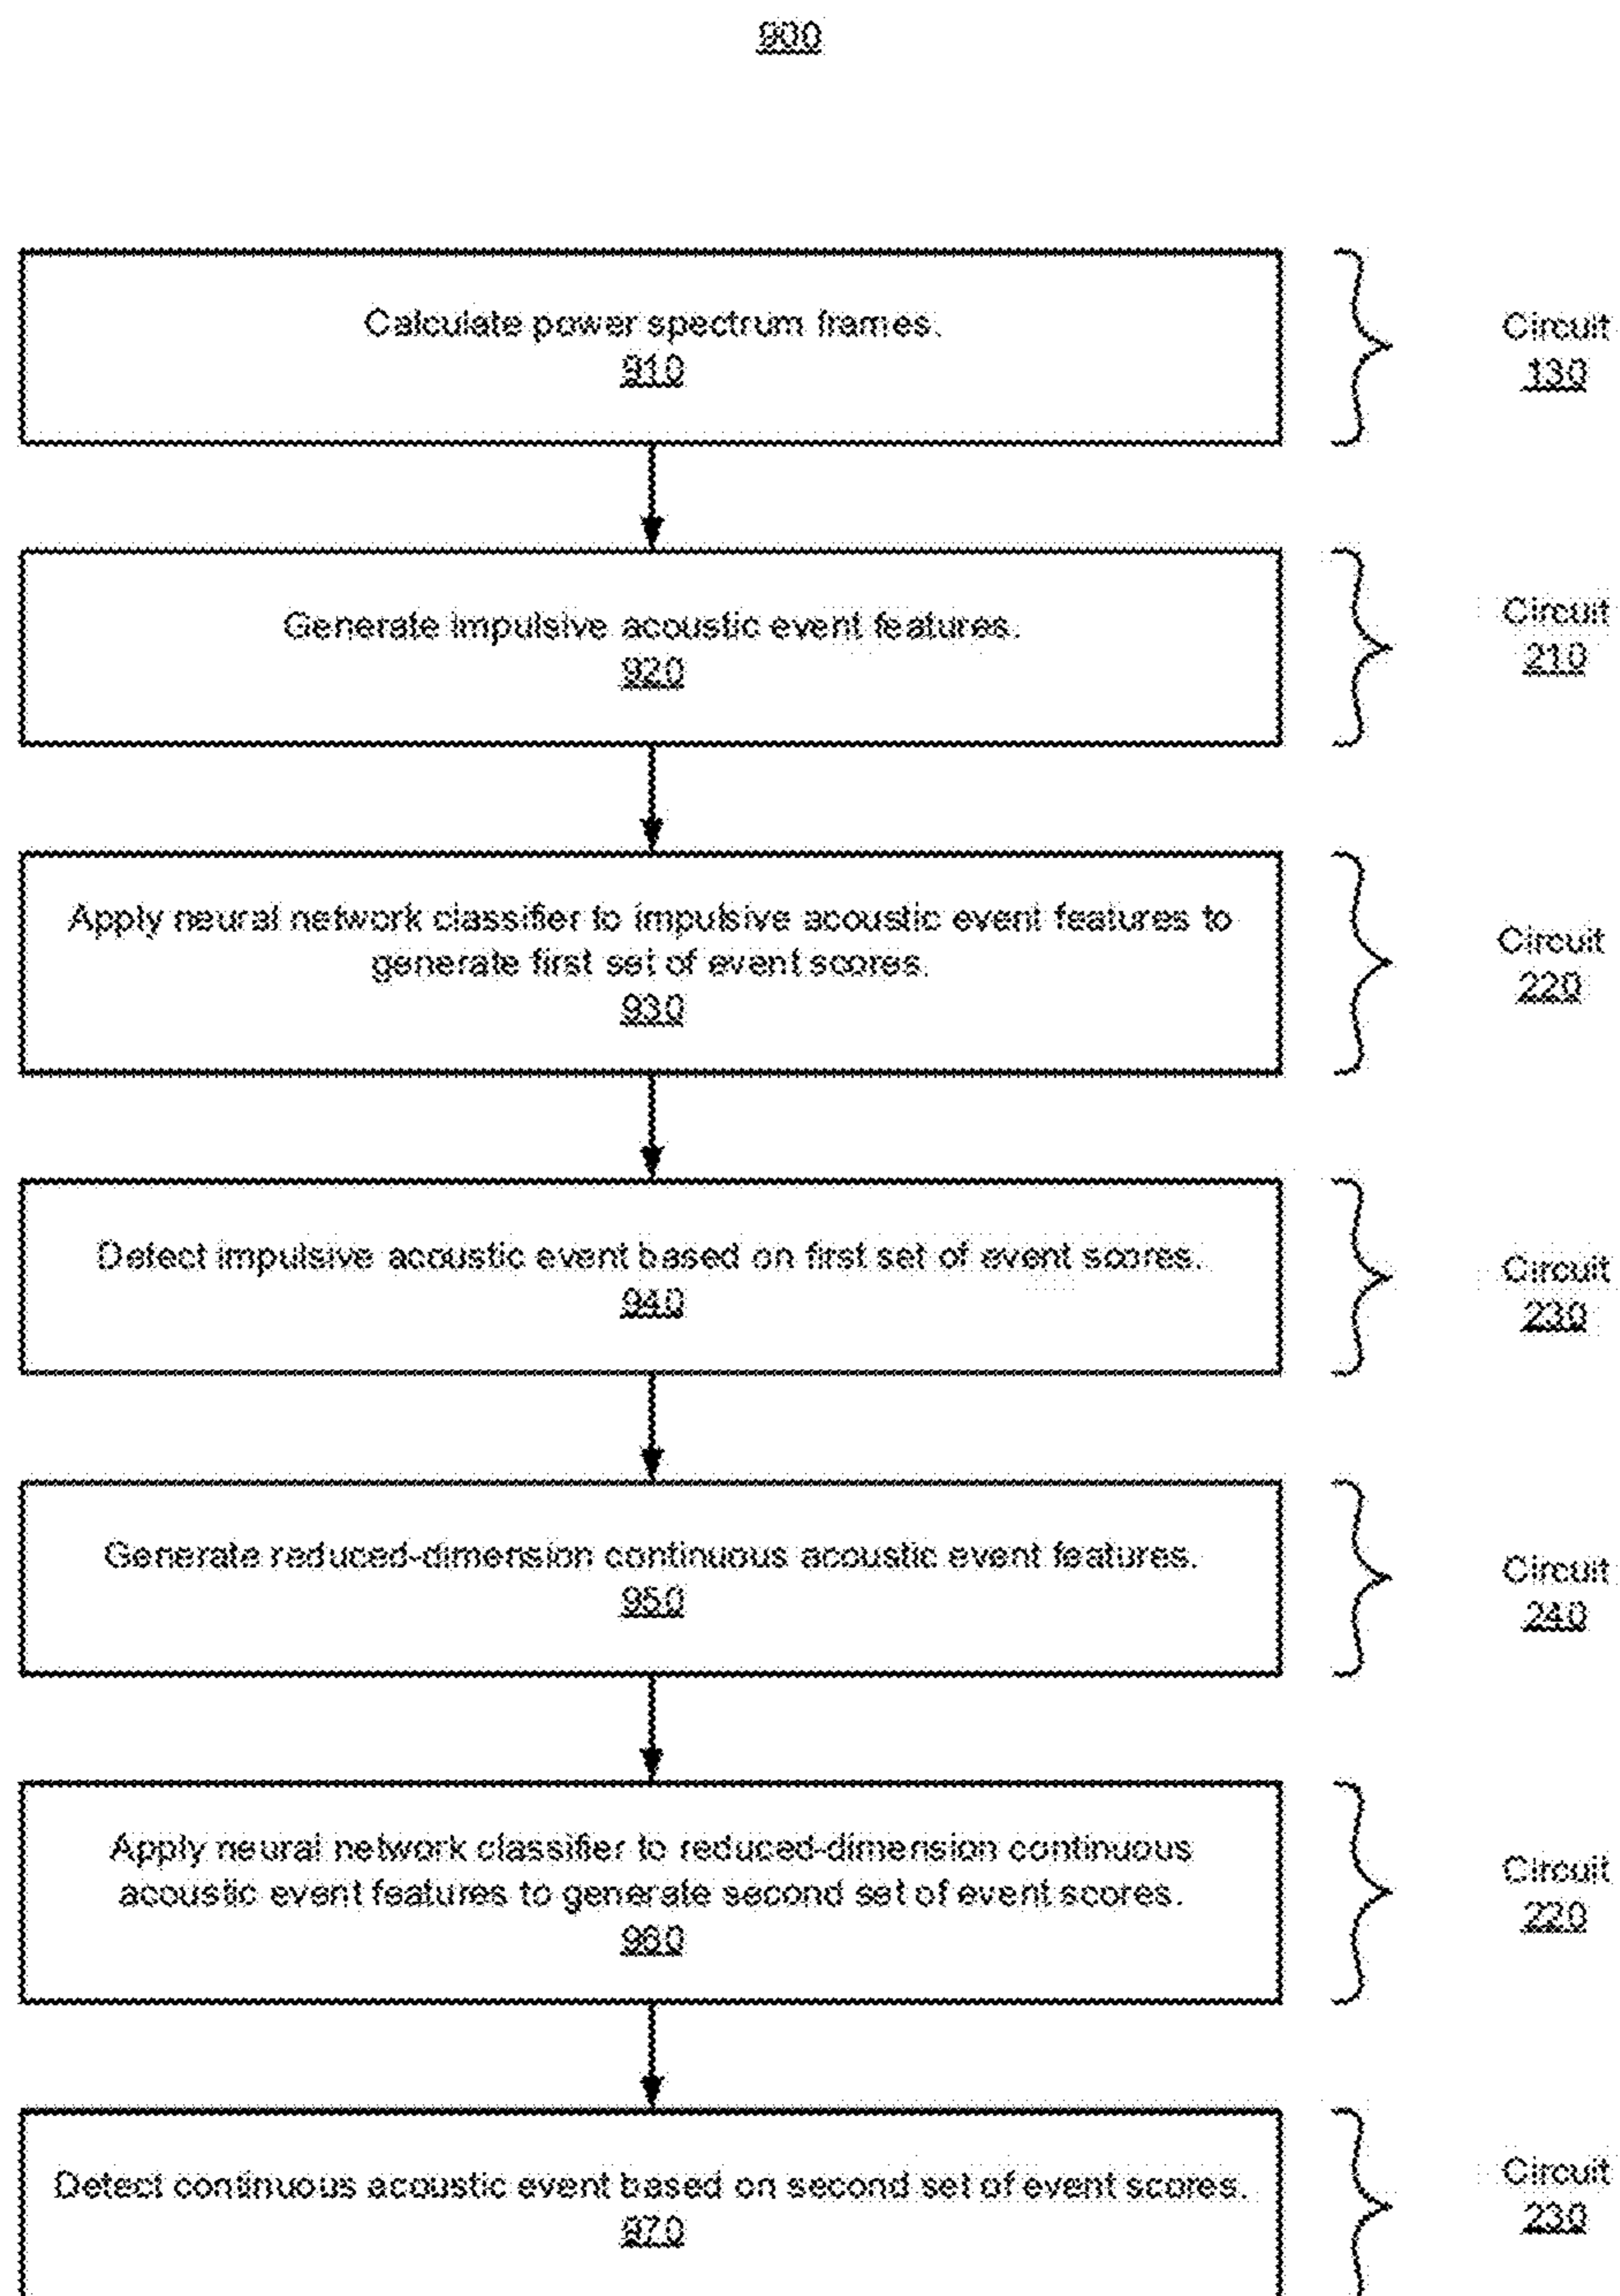 900
Calculate power spectrum frames.
910
Circuit
130
Generate impulsive acoustic event features.
920
Circuit
210
Apply neural network classifier to impulsive acoustic event features to
generate first set of event scores.
930
Circuit
220
Detect impulsive acoustic event based on first set of event scores.
940
Circuit
230
Generate reduced-dimension continuous acoustic event features.
950
Circuit
240
Apply neural network classifier to reduced-dimension continuous
acoustic event features to generate second set of event scores.
960
Circuit
220
Detect continuous acoustic event based on second set of event scores.
970
Circuit
230